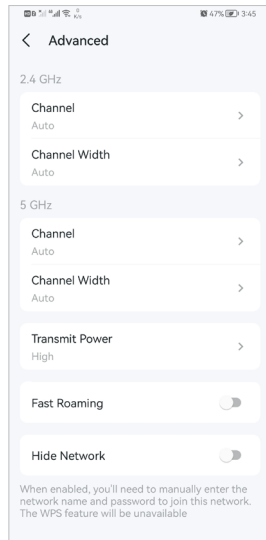 0
K/s
47% 3:45
Advanced
2.4 GHz
Channel
Auto
Channel Width
Auto
5 GHz
Channel
Auto
Channel Width
Auto
Transmit Power
High
Fast Roaming
Hide Network
When enabled, you'll need to manually enter the
network name and password to join this network.
The WPS feature will be unavailable